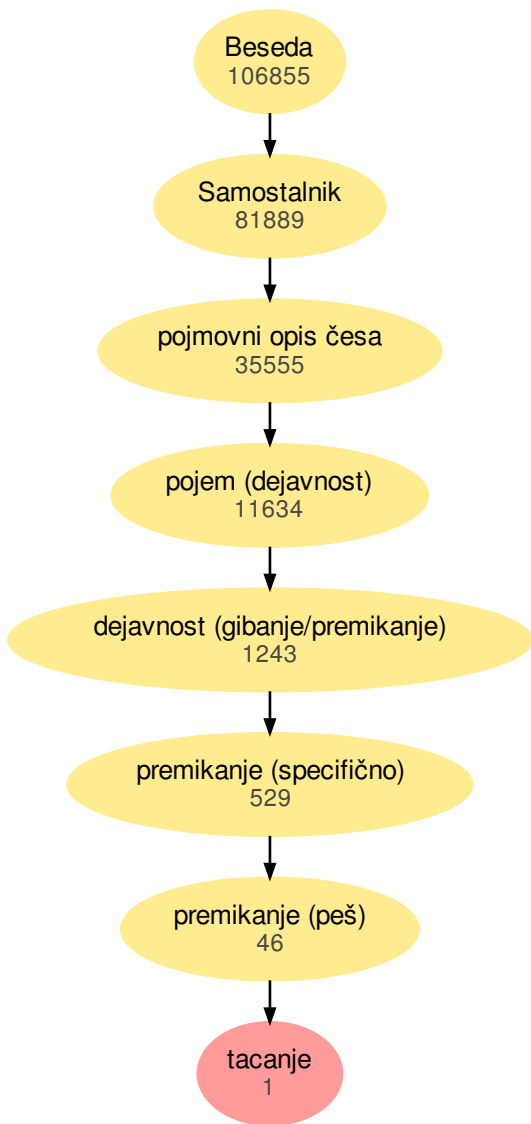 Beseda
106855
Samostalnik
81889
pojmovni opis česa
35555
pojem (dejavnost)
11634
dejavnost (gibanje/premikanje)
1243
premikanje (specifično)
529
premikanje (peš)
46
tacanje
1